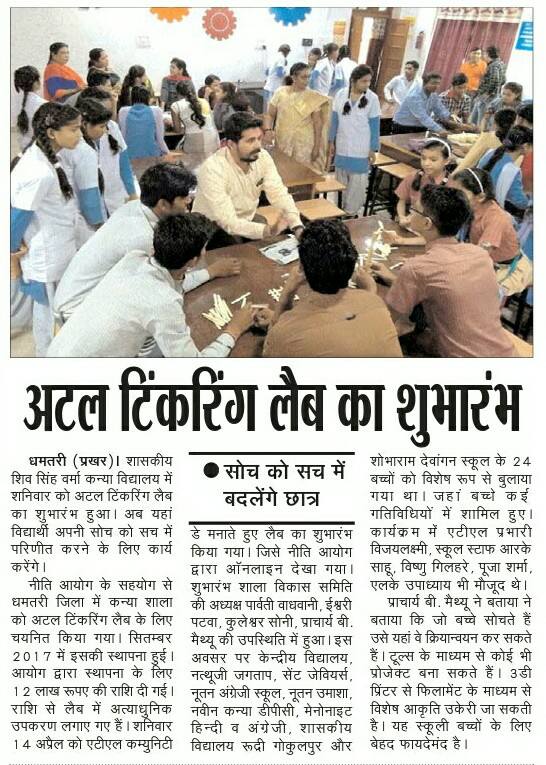 अटल टिंकरिंग लैब का शुभारंभ
धमतरी (प्रखर)। शासकीय
शिव सिंह वर्मा कन्या विद्यालय में
शनिवार को अटल टिंकरिंग लैब
का शुभारंभ हुआ। अब यहां
विद्यार्थी अपनी सोच को सच में
परिणीत करने के लिए कार्य
करेंगे।
नीति आयोग के सहयोग से
धमतरी जिला में कन्या शाला
को अटल टिंकरिंग लैब के लिए
चयनित किया गया। सितम्बर
2017 में इसकी स्थापना हुई।
आयोग द्वारा स्थापना के लिए
12 लाख रूपए की राशि दी गई।
राशि से लैब में अत्याधुनिक
उपकरण लगाए गए हैं। शनिवार
14 अप्रैल को एटीएल कम्युनिटी
● सोच को सच में
बदलेंगे छात्र
डे मनाते हुए लैब का शुभारंभ
किया गया। जिसे नीति आयोग
द्वारा ऑनलाइन देखा गया।
शुभारंभ शाला विकास समिति
की अध्यक्ष पार्वती वाधवानी, ईश्वरी
पटवा, कुलेश्वर सोनी, प्राचार्य बी.
मैथ्यू की उपस्थिति में हुआ। इस
अवसर पर केन्द्रीय विद्यालय,
नत्थूजी जगताप, सेंट जेवियर्स,
नूतन अंग्रेजी स्कूल, नूतन उमाशा,
नवीन कन्या डीपीसी, मेनोनाइट
हिन्दी व अंग्रेजी, शासकीय
विद्यालय रूदी गोकुलपुर और
शोभाराम देवांगन स्कूल के 24
बच्चों को विशेष रूप से बुलाया
गया था। जहां बच्चे कई
गतिविधियों में शामिल हुए।
कार्यक्रम में एटीएल प्रभारी
विजयलक्ष्मी, स्कूल स्टाफ आरके
साहू, विष्णु गिलहरे, पूजा शर्मा,
एलके उपाध्याय भी मौजूद थे।
प्राचार्य बी. मैथ्यू ने बताया ने
बताया कि जो बच्चे सोचते हैं
उसे यहां वे क्रियान्वयन कर सकते
हैं। टूल्स के माध्यम से कोई भी
प्रोजेक्ट बना सकते हैं। 3डी
प्रिंटर से फिलामेंट के माध्यम से
विशेष आकृति उकेरी जा सकती
है। यह स्कूली बच्चों के लिए
बेहद फायदेमंद है।